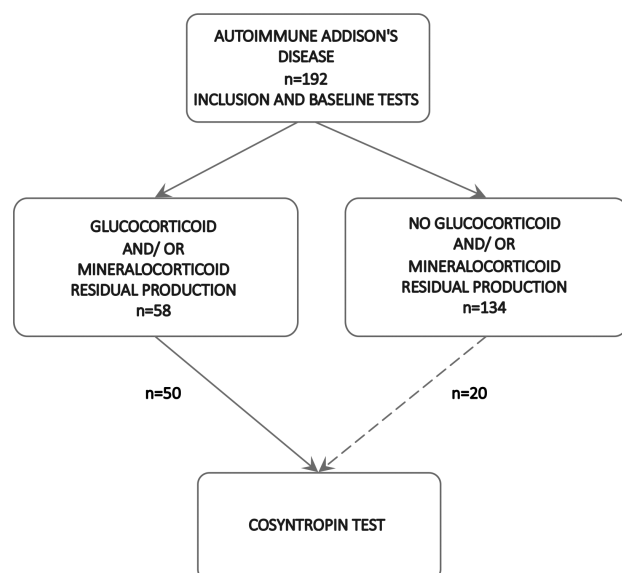 AUTOIMMUNE ADDISON'S
DISEASE
n=192
INCLUSION AND BASELINE TESTS
GLUCOCORTICOID
AND/ OR
MINERALOCORTICOID
RESIDUAL PRODUCTION
n=58
NO GLUCOCORTICOID
AND/ OR
MINERALOCORTICOID
RESIDUAL PRODUCTION
n=134
n=50
n=20
COSYNTROPIN TEST